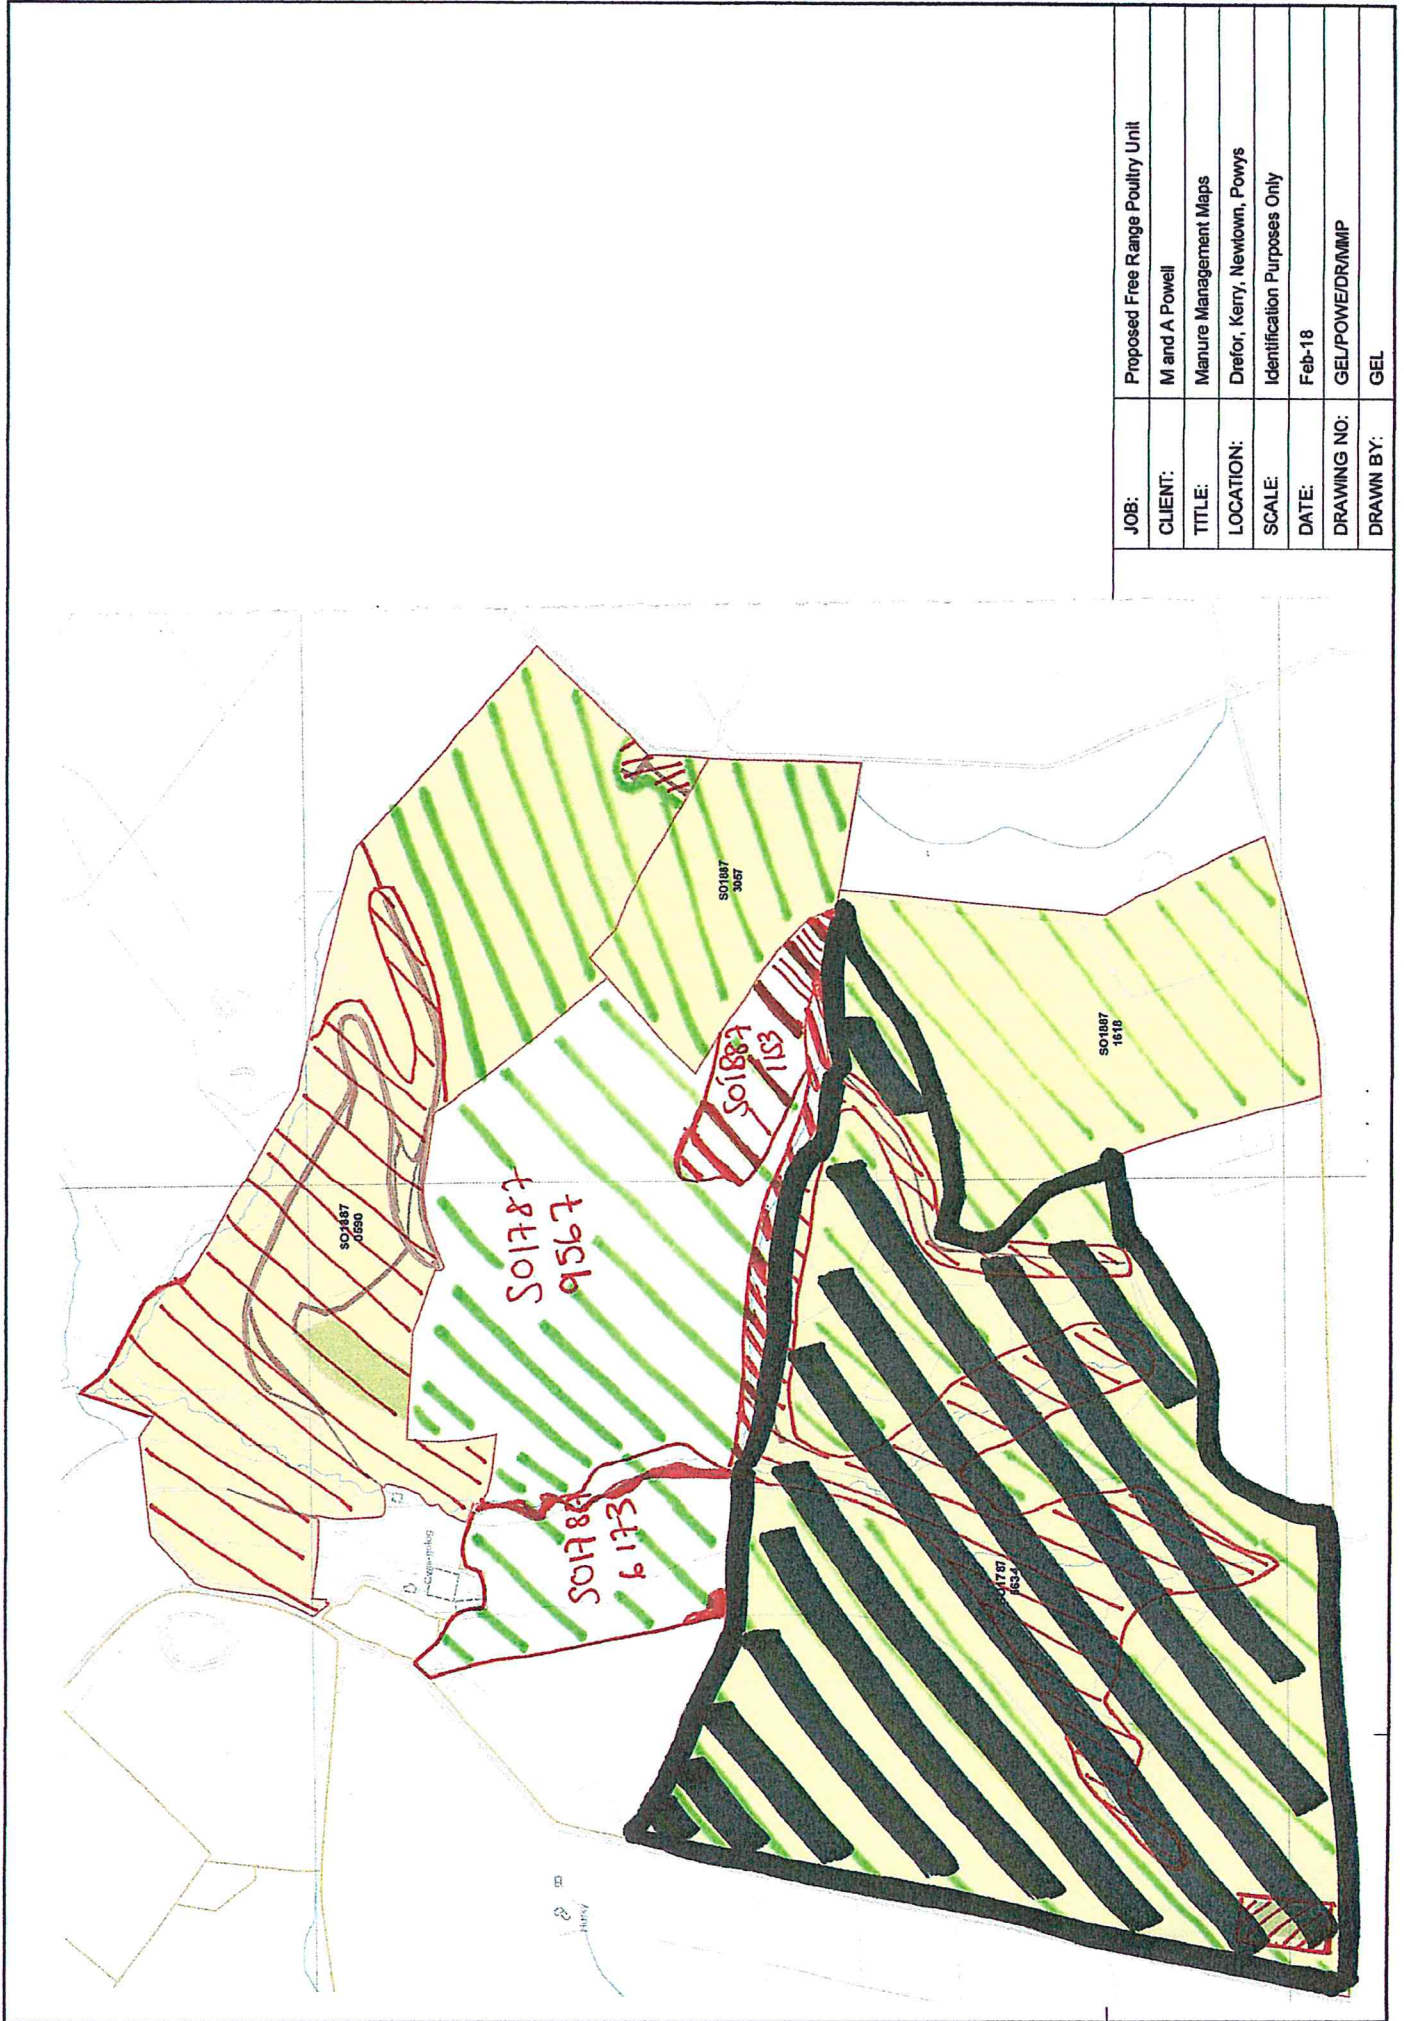 JOB: Proposed Free Range Poultry Unit
CLIENT: M and A Powell
TITLE: Manure Management Maps
LOCATION: Drefor, Kerry, Newtown, Powys
SCALE: Identification Purposes Only
DATE: Feb-18
DRAWING NO: GEL/POWE/DR/MMP
DRAWN BY: GEL
SO1887
0590
SO1887
3057
SO1887
1153
SO1787
9567
SO1887
1618
SO1787
6173